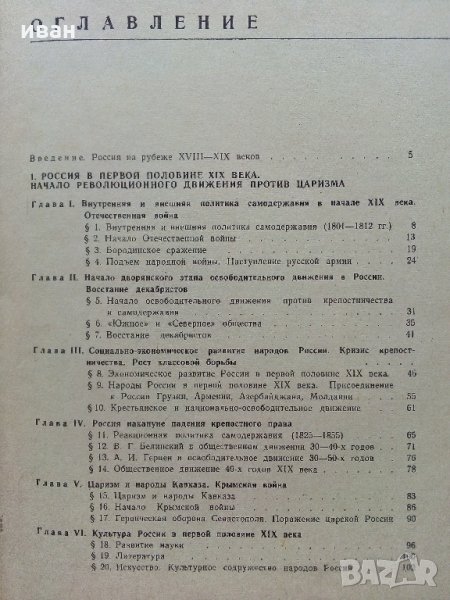 иван
ОГЛАВЛЕНИЕ
Введение. Россия на рубеже XVIII—XIX веков 5
I. РОССИЯ В ПЕРВОЙ ПОЛОВИНЕ XIX ВЕКА.
НАЧАЛО РЕВОЛЮЦИОННОГО ДВИЖЕНИЯ ПРОТИВ ЦАРИЗМА
Глава I. Внутренняя и внешняя политика самодержавия в начале XIX века.
Отечественная война
§ 1. Внутренняя и внешняя политика самодержавия (1801—1812 гг.) 8
§ 2. Начало Отечественной войны 13
§ 3. Бородинское сражение 19
§ 4. Подъем народной войны. Наступление русской армии 24
Глава II. Начало дворянского этапа освободительного движения в России.
Восстание декабристов
§ 5. Начало освободительного движения против крепостничества
и самодержавия 31
§ 6. «Южное» и «Северное» общества 35
§ 7. Восстание декабристов 41
Глава III. Социально-экономическое развитие народов России. Кризис крепост-
ничества. Рост классовой борьбы
§ 8. Экономическое развитие России в первой половине XIX века. 46
§ 9. Народы России в первой половине XIX века. Присоединение
к России Грузии, Армении, Азербайджана, Молдавии 55
§ 10. Крестьянское и национально-освободительное движение 61
Глава IV. Россия накануне падения крепостного права
§ 11. Реакционная политика самодержавия (1825—1855) 65
§ 12. В. Г. Белинский в общественном движении 30—40-х годов 71
§ 13. А. И. Герцен и освободительное движение 30—50-х годов 76
§ 14. Общественное движение 40-х годов XIX века 78
Глава V. Царизм и народы Кавказа. Крымская война
§ 15. Царизм и народы Кавказа 83
§ 16. Начало Крымской войны 86
§ 17. Героическая оборона Севастополя. Поражение царской России 90
Глава VI. Культура России в первой половине XIX века
§ 18. Развитие науки 96
§ 19. Литература
§ 20. Искусство. Культурное содружество народов России 103
BAZAR
bg